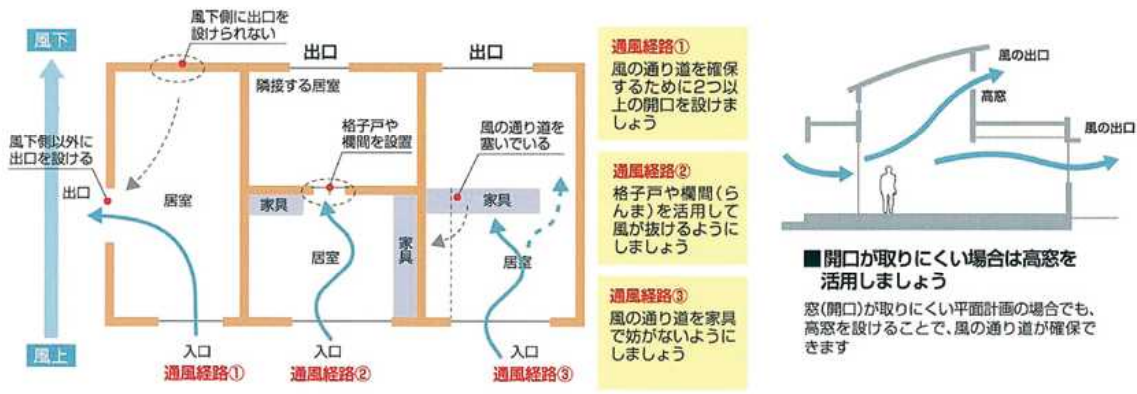 風下側に出口を
設けられない
風下
出口
出口
隣接する居室
格子戸や
欄間を設置
風の通り道を
塞いでいる
風下側以外に
出口を設ける
出口
居室
家具
家具
家具
居室
居室
風上
入口
入口
入口
通風経路①
通風経路②
通風経路③
通風経路①
風の通り道を確保
するために2つ以
上の開口を設けま
しょう
通風経路②
格子戸や欄間(ら
んま)を活用して
風が抜けるように
しましょう
通風経路③
風の通り道を家具
で妨がないように
しましょう
風の出口
高窓
風の出口
■開口が取りにくい場合は高窓を
活用しましょう
窓(開口)が取りにくい平面計画の場合でも、
高窓を設けることで、風の通り道が確保で
きます